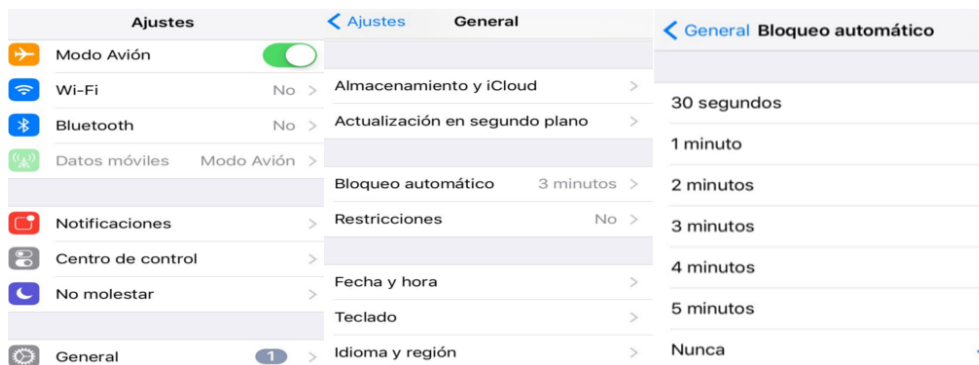 Ajustes
Modo Avión
Wi-Fi No
Bluetooth No
Datos móviles Modo Avión
Notificaciones
Centro de control
No molestar
General 1
Ajustes General
Almacenamiento y iCloud
Actualización en segundo plano
Bloqueo automático 3 minutos
Restricciones No
Fecha y hora
Teclado
Idioma y región
General Bloqueo automático
30 segundos
1 minuto
2 minutos
3 minutos
4 minutos
5 minutos
Nunca